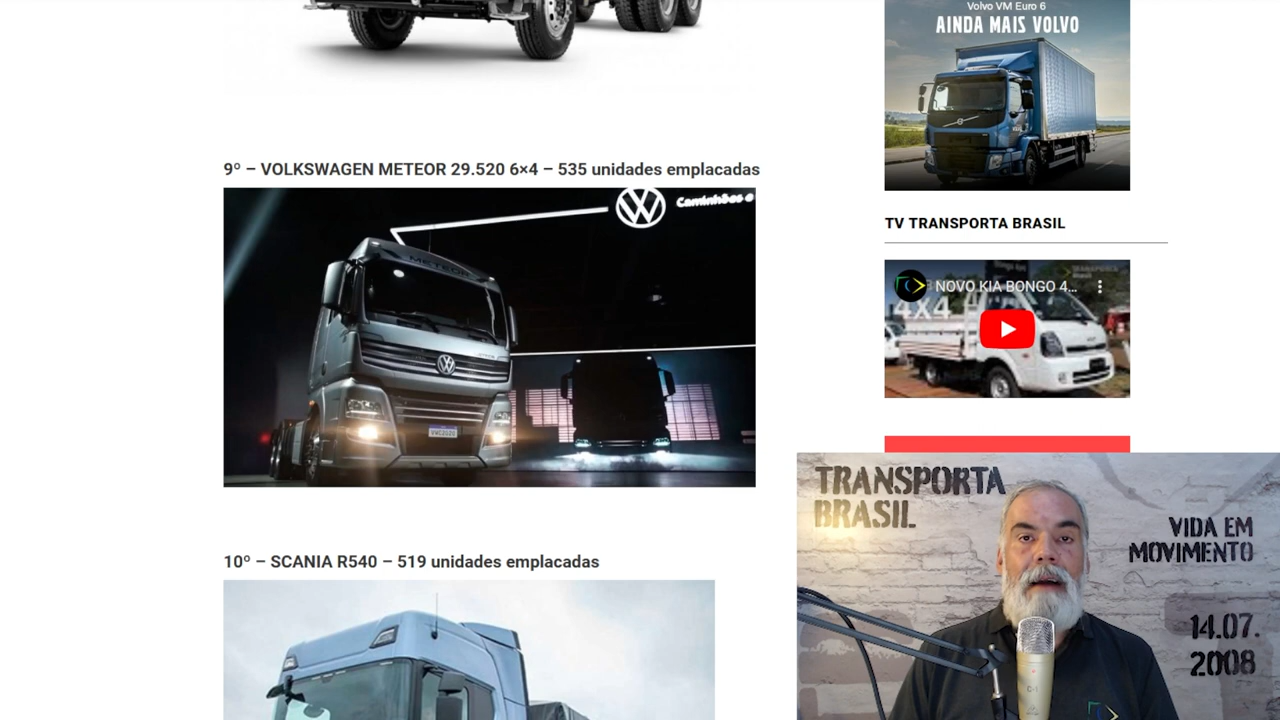 Volvo VM Euro 6
AINDA MAIS VOLVO
9º – VOLKSWAGEN METEOR 29.520 6×4 – 535 unidades emplacadas
Caminhões e
METEOR
TV TRANSPORTA BRASIL
NOVO KIA BONGO 4...
4X4
10º – SCANIA R540 – 519 unidades emplacadas
TRANSPORTA
BRASIL
VIDA EM
MOVIMENTO
14.07.
2008
C-1